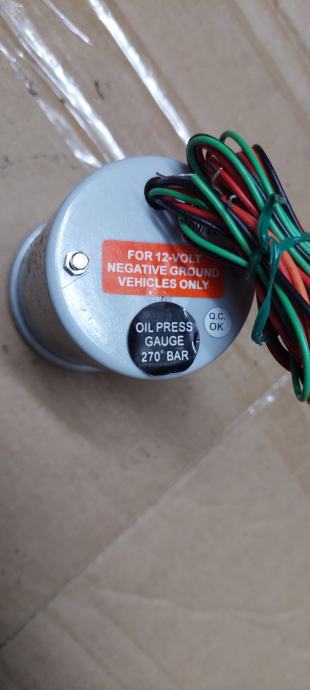 FOR 12-VOLT
NEGATIVE GROUND
VEHICLES ONLY
OIL PRESS
GAUGE
270° BAR
Q.C.
OK